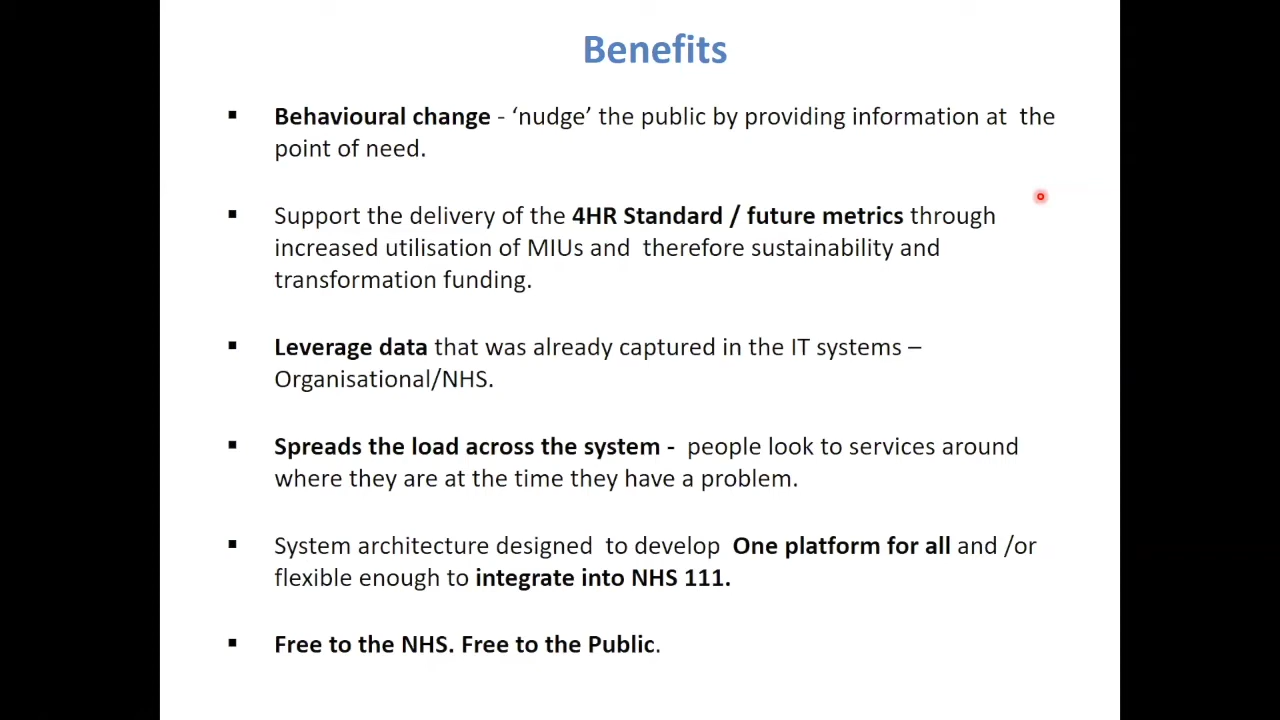 Benefits
▪ Behavioural change - ‘nudge’ the public by providing information at  the
point of need.
▪ Support the delivery of the 4HR Standard / future metrics through
increased utilisation of MIUs and  therefore sustainability and
transformation funding.
▪ Leverage data that was already captured in the IT systems –
Organisational/NHS.
▪ Spreads the load across the system -  people look to services around
where they are at the time they have a problem.
▪ System architecture designed  to develop  One platform for all and /or
flexible enough to integrate into NHS 111.
▪ Free to the NHS. Free to the Public.